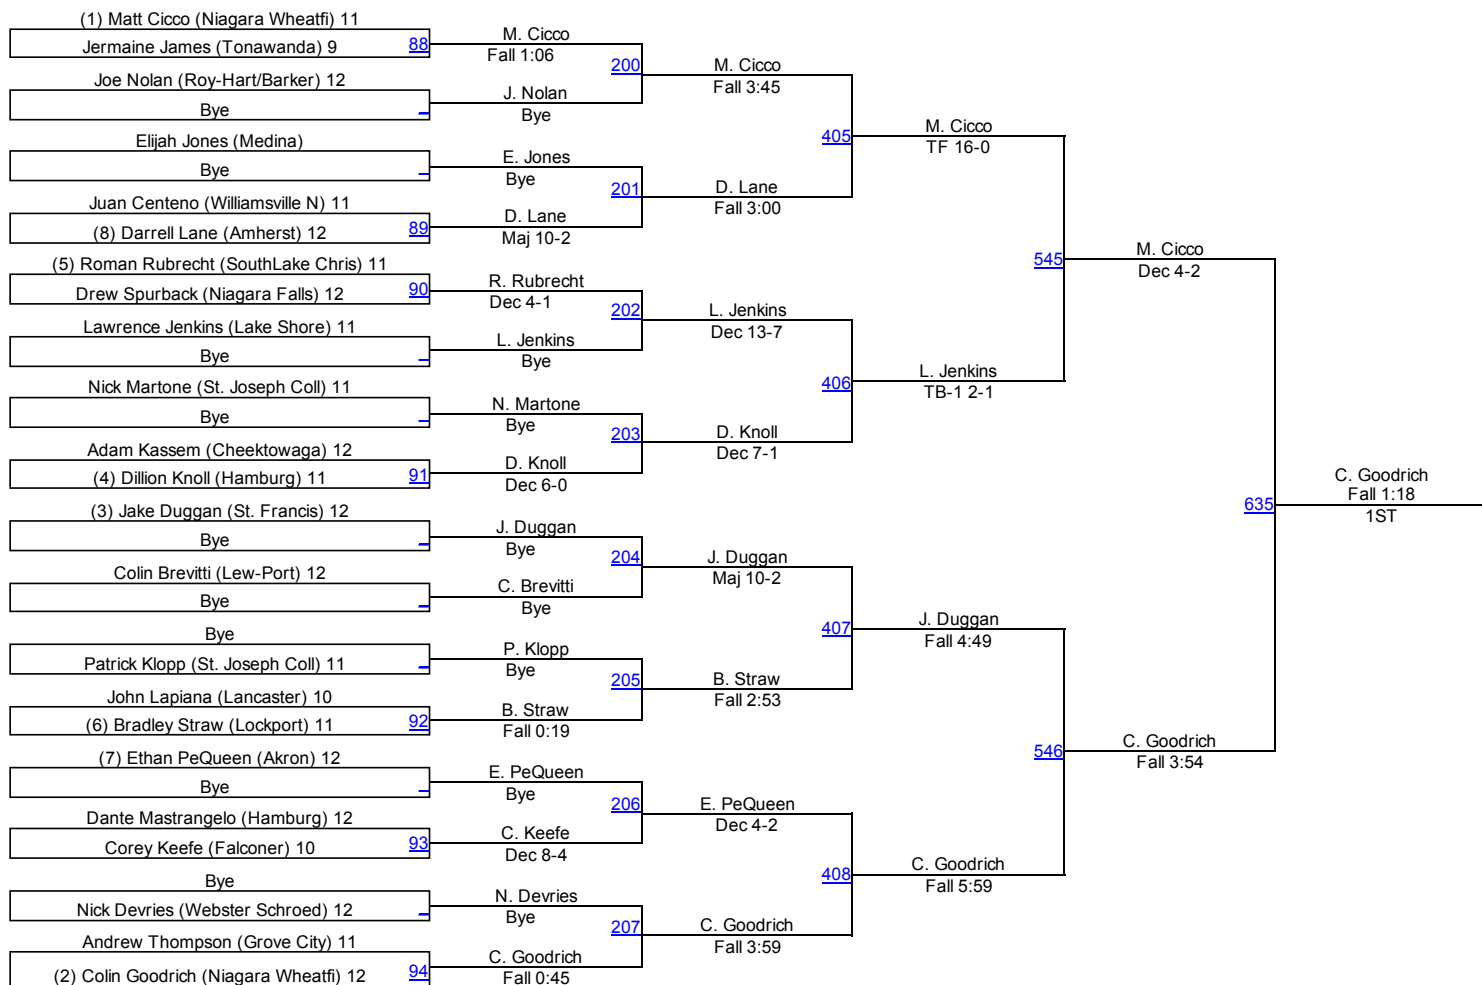 (1) Matt Cicco (Niagara Wheatfi) 11
Jermaine James (Tonawanda) 9
88
Joe Nolan (Roy-Hart/Barker) 12
Bye
Elijah Jones (Medina)
Bye
Juan Centeno (Williamsville N) 11
(8) Darrell Lane (Amherst) 12
89
(5) Roman Rubrecht (SouthLake Chris) 11
Drew Spurback (Niagara Falls) 12
90
Lawrence Jenkins (Lake Shore) 11
Bye
Nick Martone (St. Joseph Coll) 11
Bye
Adam Kassem (Cheektowaga) 12
(4) Dillion Knoll (Hamburg) 11
91
(3) Jake Duggan (St. Francis) 12
Bye
Colin Brevitti (Lew-Port) 12
Bye
Bye
Patrick Klopp (St. Joseph Coll) 11
John Lapiana (Lancaster) 10
(6) Bradley Straw (Lockport) 11
92
(7) Ethan PeQueen (Akron) 12
Bye
Dante Mastrangelo (Hamburg) 12
Corey Keefe (Falconer) 10
93
Bye
Nick Devries (Webster Schroed) 12
Andrew Thompson (Grove City) 11
(2) Colin Goodrich (Niagara Wheatfi) 12
94
M. Cicco
Fall 1:06
200
J. Nolan
Bye
E. Jones
Bye
201
D. Lane
Maj 10-2
R. Rubrecht
Dec 4-1
202
L. Jenkins
Bye
N. Martone
Bye
203
D. Knoll
Dec 6-0
J. Duggan
Bye
204
C. Brevitti
Bye
P. Klopp
Bye
205
B. Straw
Fall 0:19
E. PeQueen
Bye
206
C. Keefe
Dec 8-4
N. Devries
Bye
207
C. Goodrich
Fall 0:45
M. Cicco
Fall 3:45
405
D. Lane
Fall 3:00
L. Jenkins
Dec 13-7
406
D. Knoll
Dec 7-1
J. Duggan
Maj 10-2
407
B. Straw
Fall 2:53
E. PeQueen
Dec 4-2
408
C. Goodrich
Fall 3:59
M. Cicco
TF 16-0
545
L. Jenkins
TB-1 2-1
J. Duggan
Fall 4:49
546
C. Goodrich
Fall 5:59
M. Cicco
Dec 4-2
635
C. Goodrich
Fall 3:54
C. Goodrich
Fall 1:18
1ST